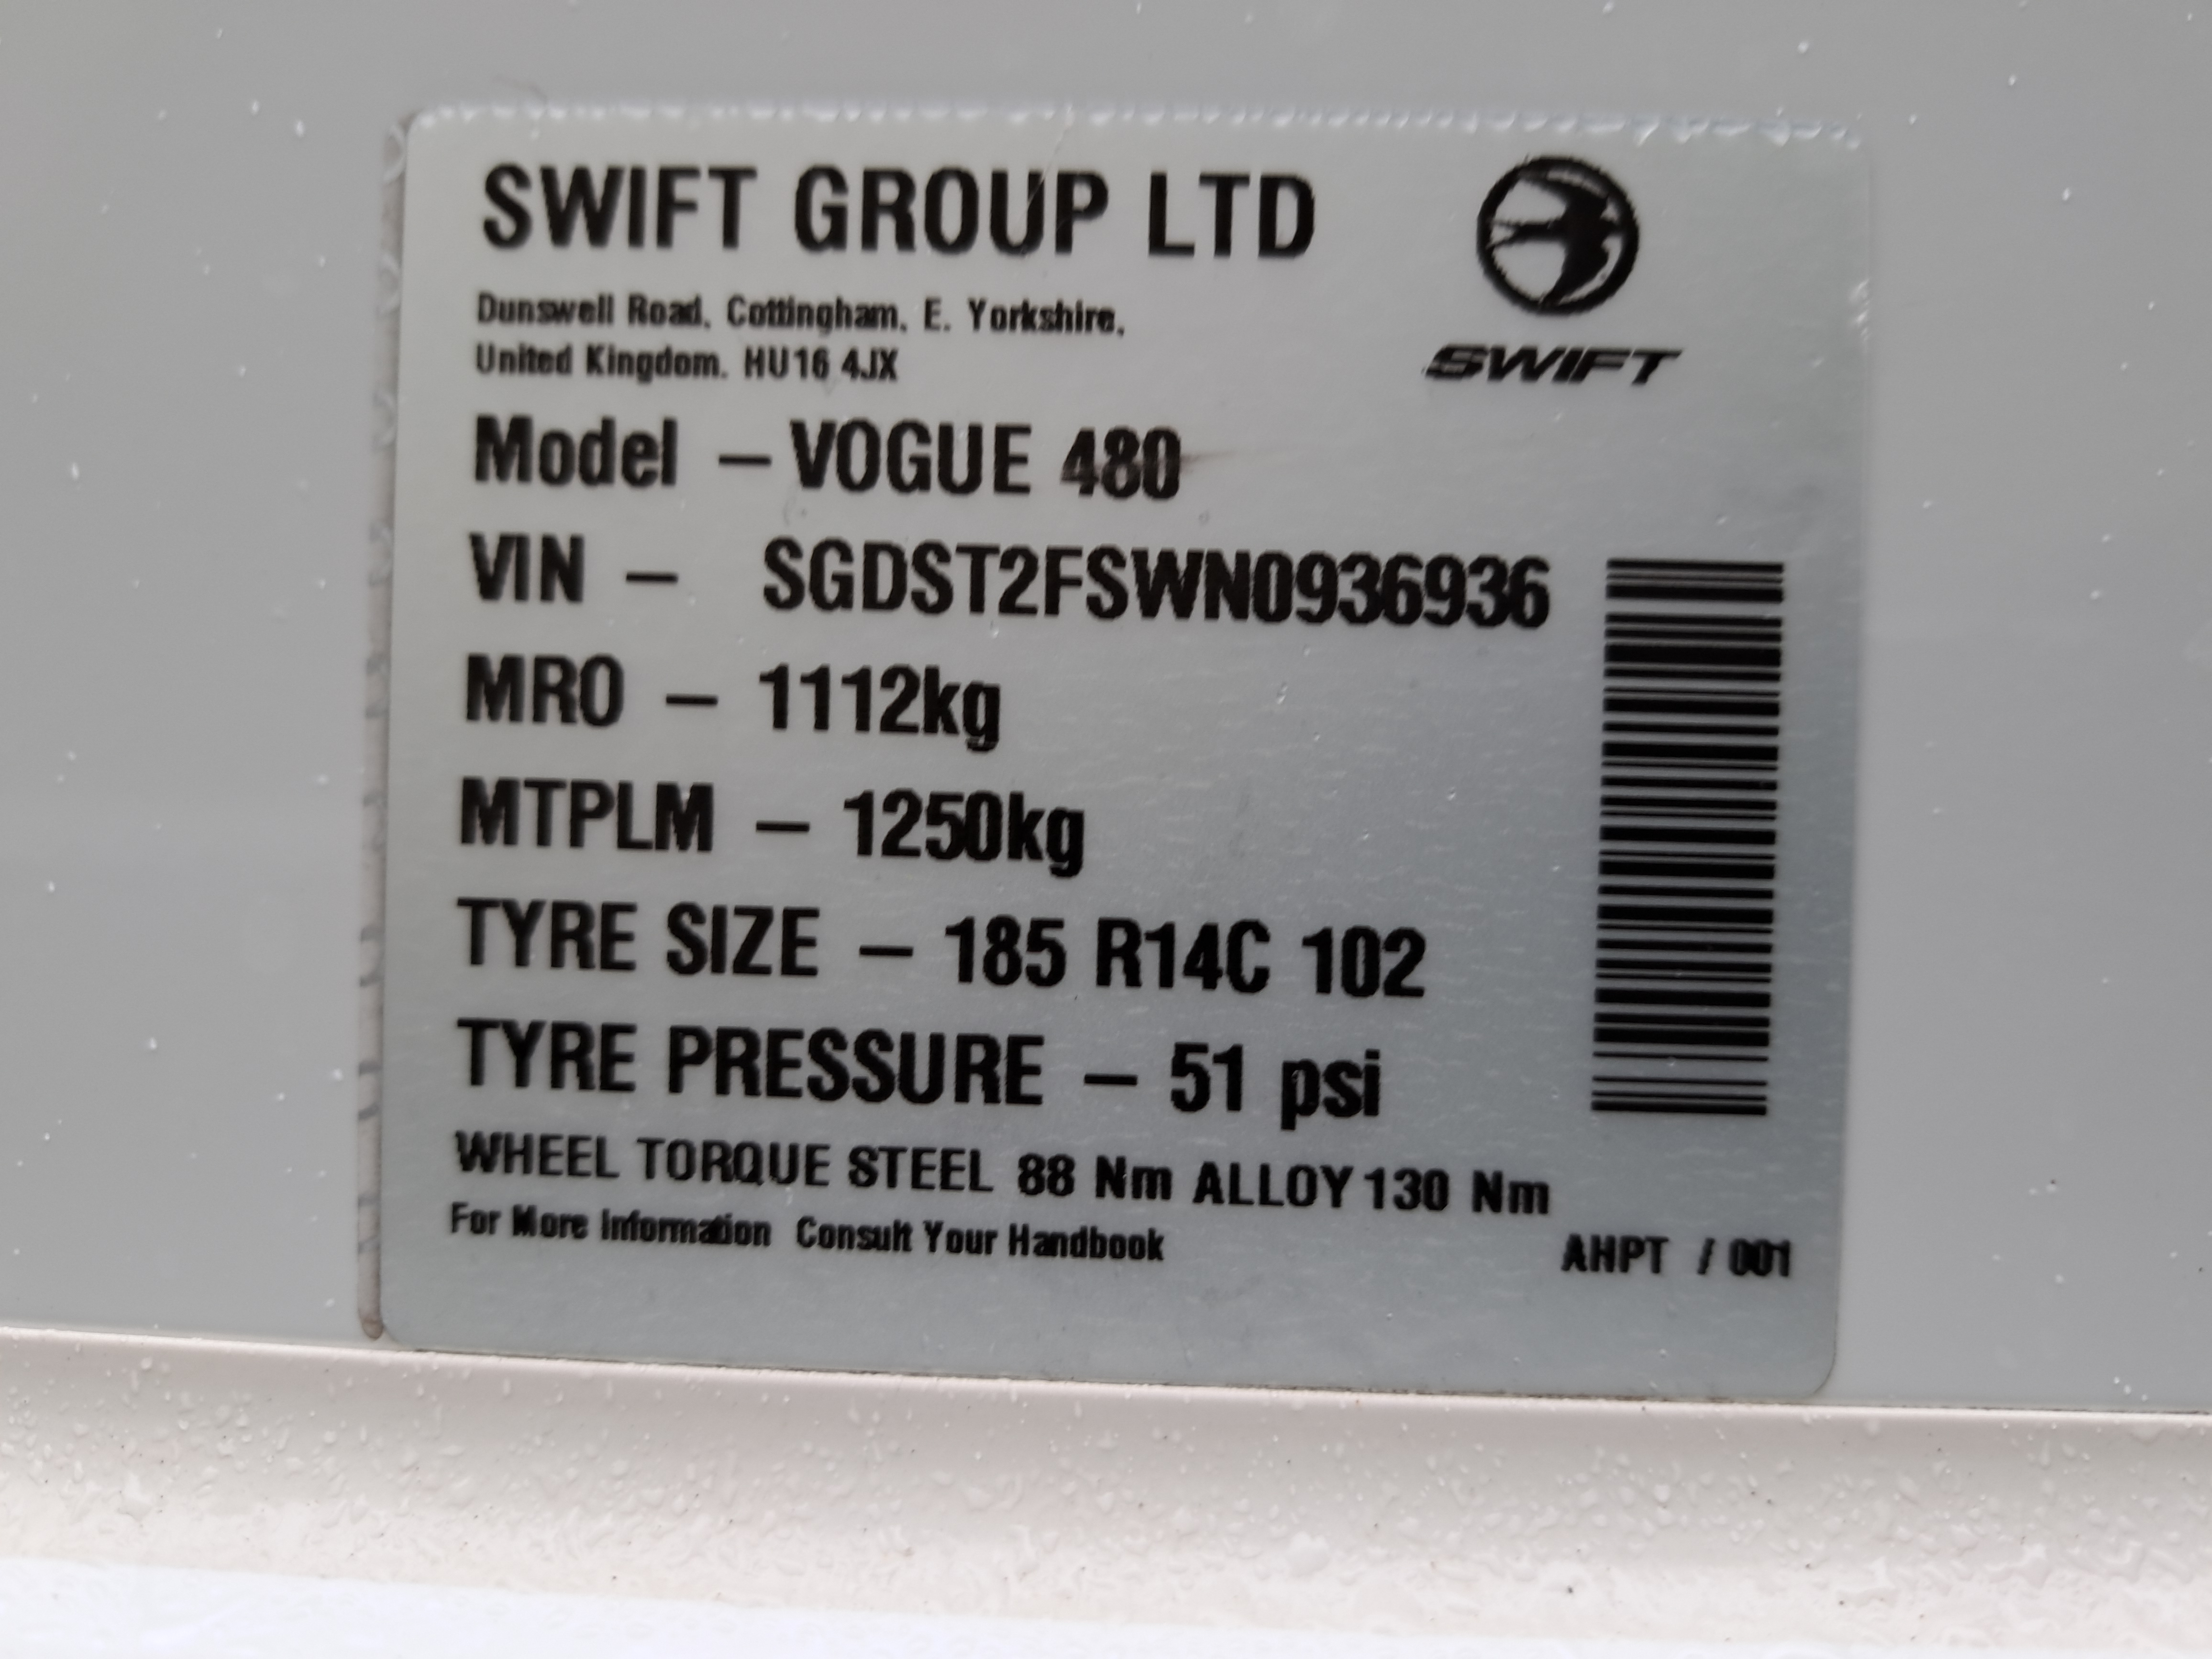 SWIFT GROUP LTD
Dunswell Road, Cottingham, E. Yorkshire,
United Kingdom. HU16 4JX
SWIFT
Model – VOGUE 480
VIN – SGDST2FSWN0936936
MRO – 1112kg
MTPLM – 1250kg
TYRE SIZE – 185 R14C 102
TYRE PRESSURE – 51 psi
WHEEL TORQUE STEEL 88 Nm ALLOY 130 Nm
For More Information Consult Your Handbook
AHPT / 001